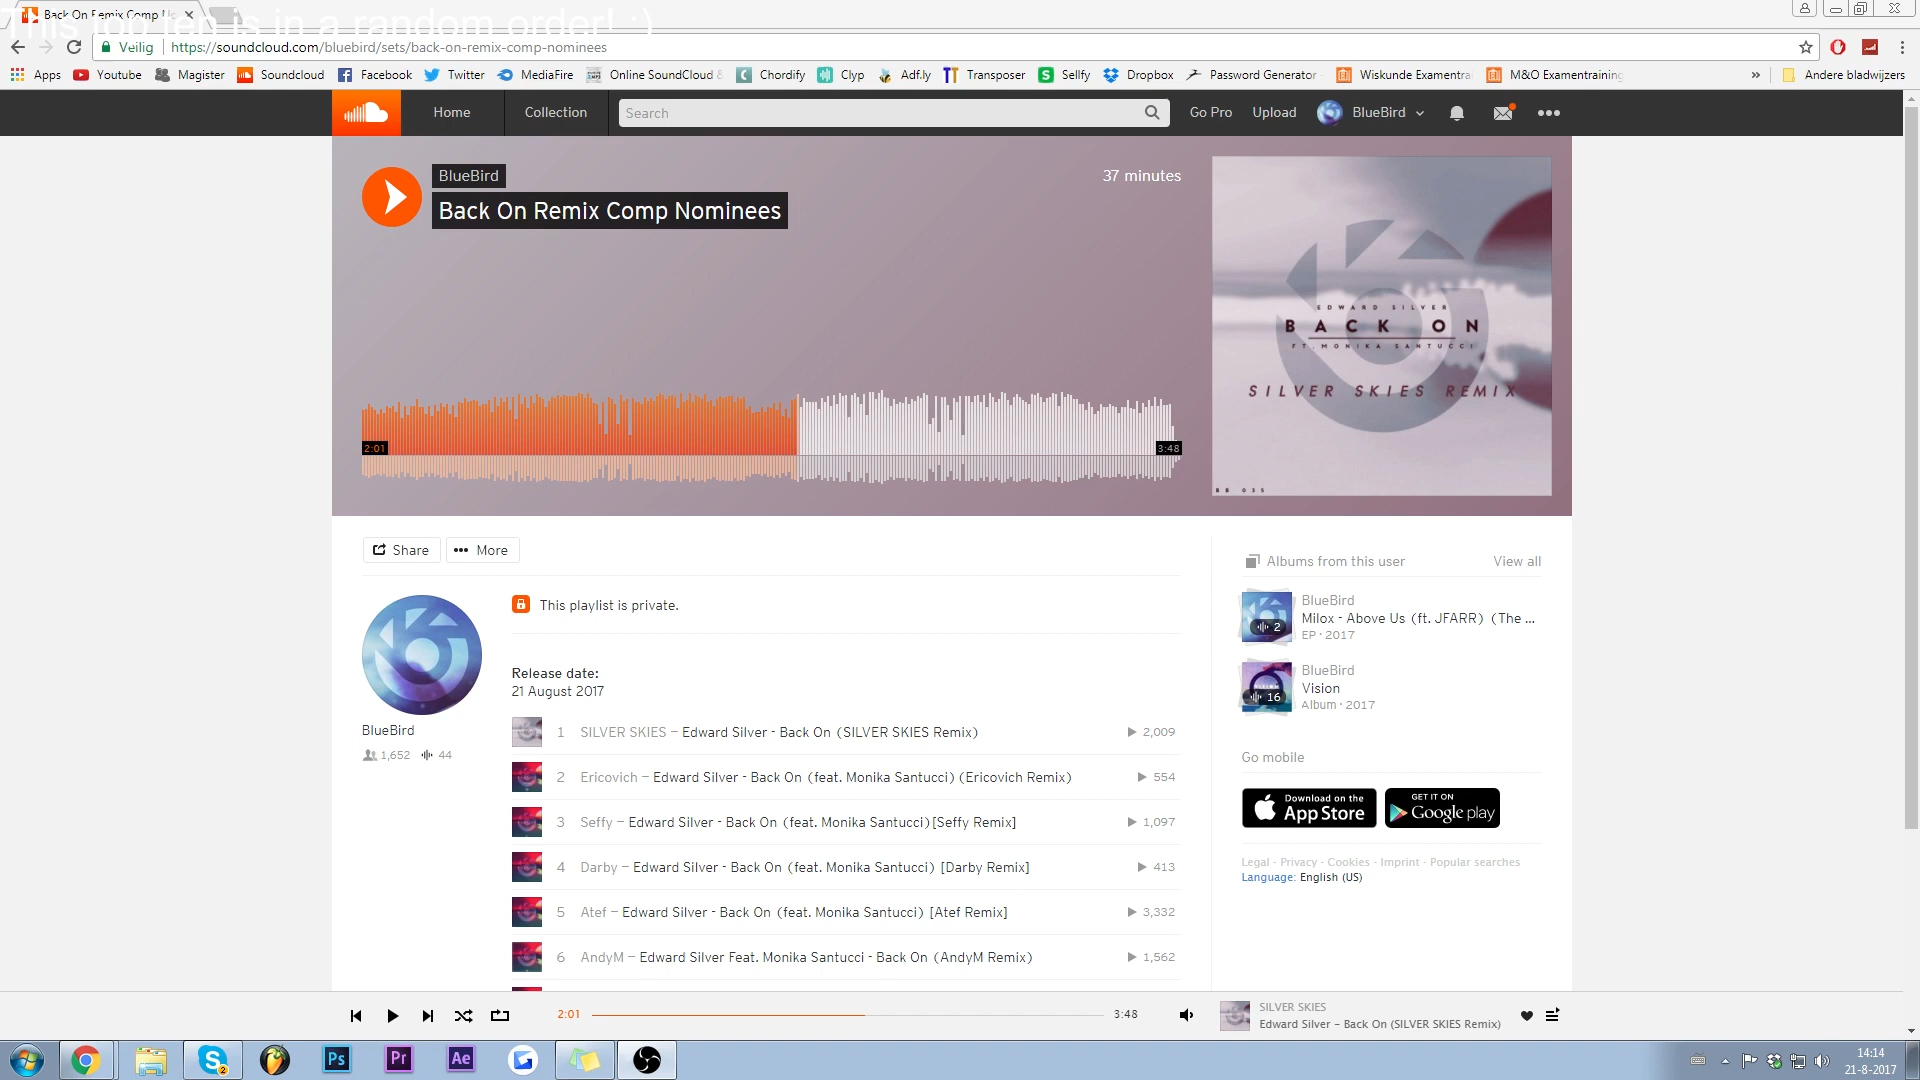 Back On Remix Comp No
This top ten is in a random order! :)
Veilig
https://soundcloud.com/bluebird/sets/back-on-remix-comp-nominees
Apps
Youtube
Magister
Soundcloud
Facebook
Twitter
MediaFire
Online SoundCloud &
Chordify
Clyp
Adf.ly
Transposer
Sellfy
Dropbox
Password Generator
Wiskunde Examentrai
M&O Examentraining
»
Andere bladwijzers
Home
Collection
Search
Go Pro
Upload
BlueBird
BlueBird
37 minutes
Back On Remix Comp Nominees
EDWARD SILVER
BACK ON
FT. MONIKA SANTUCCI
SILVER SKIES REMIX
BB 035
2:01
3:48
Share
More
This playlist is private.
Release date:
21 August 2017
BlueBird
1,652
44
1 SILVER SKIES – Edward Silver - Back On (SILVER SKIES Remix) 2,009
2 Ericovich – Edward Silver - Back On (feat. Monika Santucci) (Ericovich Remix) 554
3 Seffy – Edward Silver - Back On (feat. Monika Santucci)[Seffy Remix] 1,097
4 Darby – Edward Silver - Back On (feat. Monika Santucci) [Darby Remix] 413
5 Atef – Edward Silver - Back On (feat. Monika Santucci) [Atef Remix] 3,332
6 AndyM – Edward Silver Feat. Monika Santucci - Back On (AndyM Remix) 1,562
Albums from this user
View all
BlueBird
Milox - Above Us (ft. JFARR) (The ...
EP · 2017
2
BlueBird
Vision
Album · 2017
16
Go mobile
Download on the
App Store
GET IT ON
Google play
Legal - Privacy - Cookies - Imprint - Popular searches
Language: English (US)
2:01
3:48
SILVER SKIES
Edward Silver – Back On (SILVER SKIES Remix)
2
Ps
Pr
Ae
14:14
21-8-2017